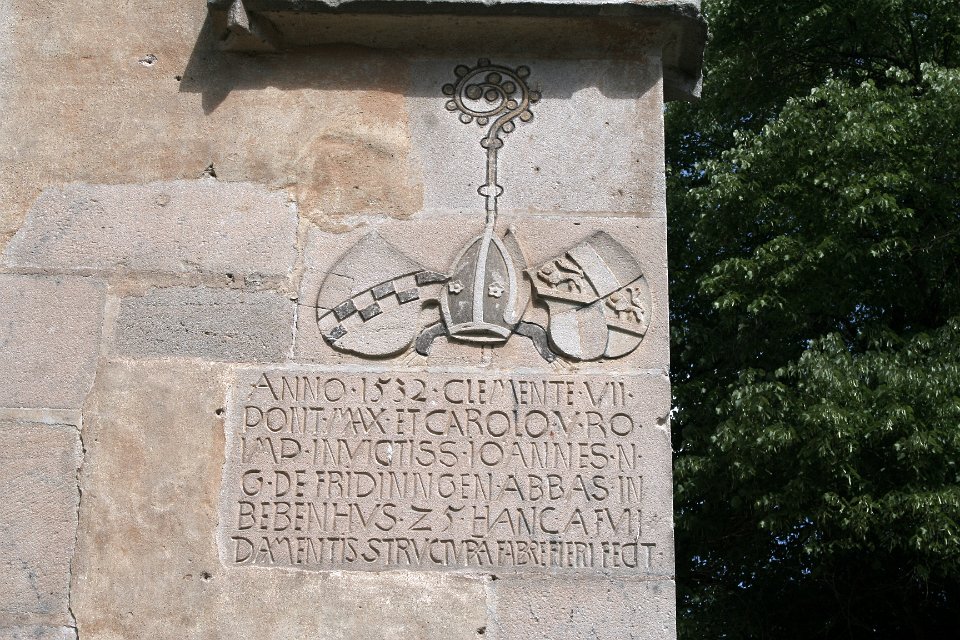 ANNO · 1532 · CLEMENTE · VII ·
PONT · MAX · ET CAROLO · V · RO ·
IMP · INVICTISS · IOANNES · N ·
G · DE FRIDINNGEN ABBAS · IN
BEBENHVS · 25 · HANC A FVN
DAMENTIS STRVCTVRA FABRE FIERI FECIT ·